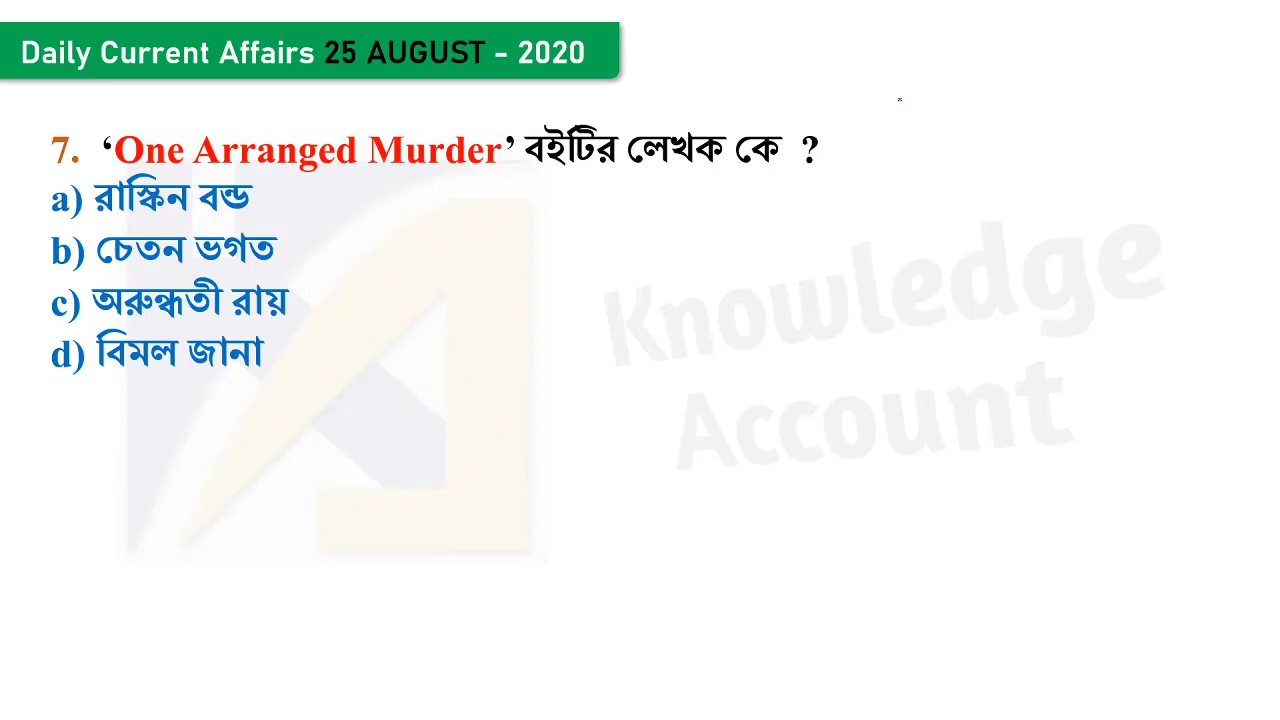 Daily Current Affairs 25 AUGUST - 2020
7. ‘One Arranged Murder’ বইটির লেখক কে ?
a) রাস্কিন বন্ড
b) চেতন ভগত
c) অরুন্ধতী রায়
d) বিমল জানা
Knowledge
Account